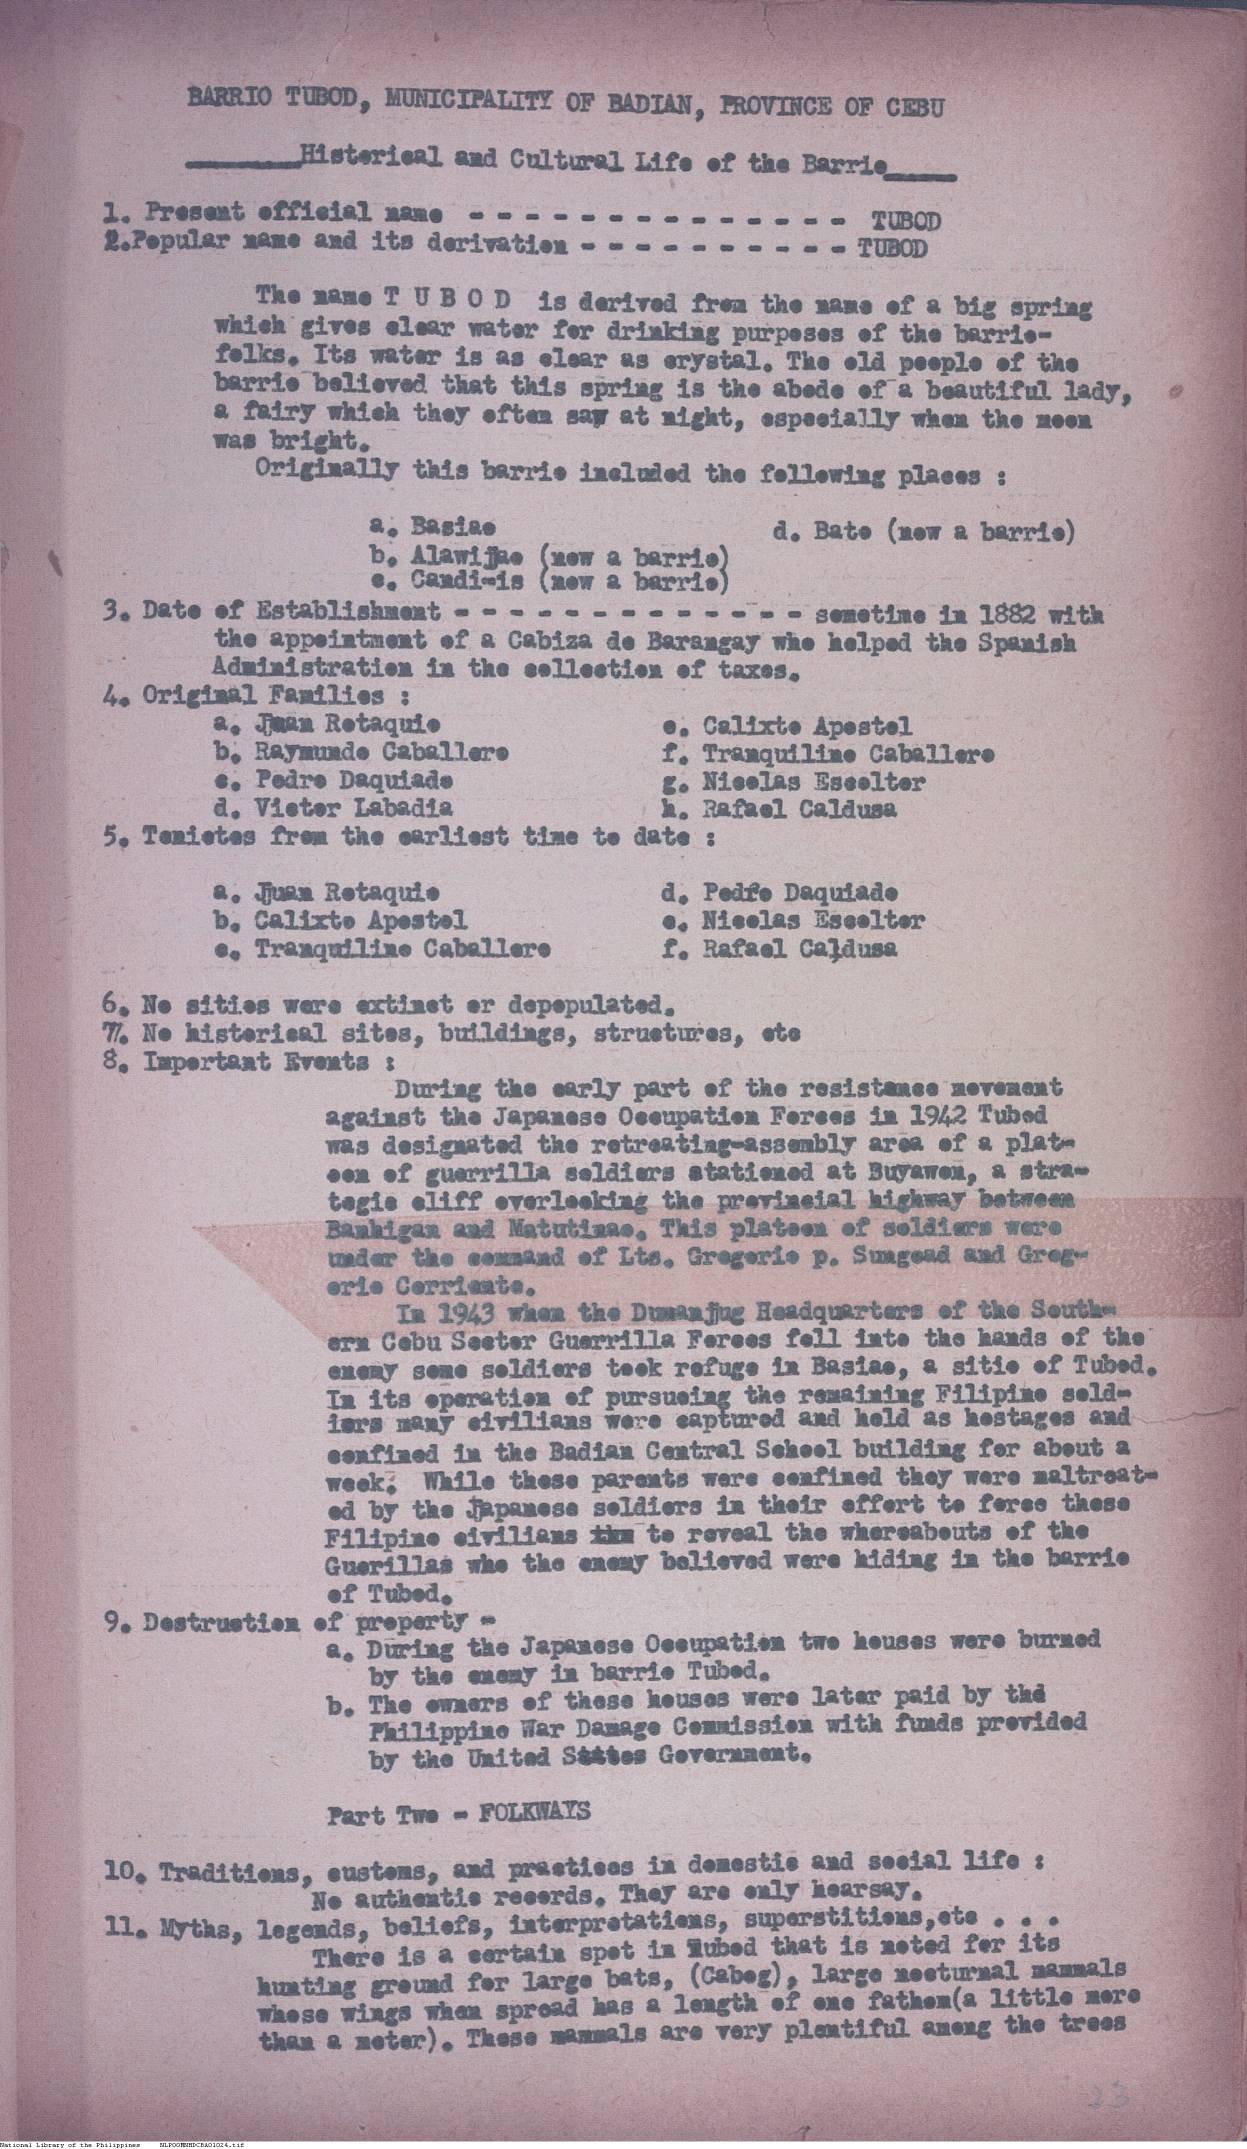 BARRIO TUBOD, MUNICIPALITY OF BADIAN, PROVINCE OF CEBU
Historical and Cultural Life of the Barrio
1. Present official name - - - - - - - - - - - - - - TUBOD
2.Popular name and its derivation - - - - - - - - - - TUBOD
The name T U B O D is derived from the name of a big spring
which gives clear water for drinking purposes of the barrio-
folks. Its water is as clear as crystal. The old people of the
barrio believed that this spring is the abode of a beautiful lady,
a fairy which they often saw at night, especially when the moon
was bright.
Originally this barrio included the following places :
a. Basiao d. Bato (now a barrio)
b. Alawijao (now a barrio)
c. Candi-is (now a barrio)
3. Date of Establishment - - - - - - - - - - - - - sometime in 1882 with
the appointment of a Cabiza de Barangay who helped the Spanish
Administration in the collection of taxes.
4. Original Families :
a. Juan Retaquio e. Calixto Apostol
b. Raymundo Caballero f. Tranquilino Caballero
c. Pedro Daquiado g. Nicolas Escolter
d. Victor Labadia h. Rafael Caldusa
5. Tenietes from the earliest time to date :
a. Juan Retaquio d. Pedro Daquiado
b. Calixto Apostol e. Nicolas Escolter
c. Tranquilino Caballero f. Rafael Caldusa
6. No sitios were extinct or depopulated.
7. No historical sites, buildings, structures, etc
8. Important Events :
During the early part of the resistance movement
against the Japanese Occupation Forces in 1942 Tubod
was designated the retreating-assembly area of a plat-
oon of guerrilla soldiers stationed at Buyawon, a stra-
tegic cliff overlooking the provincial highway between
Banhigan and Matutinao. This platoon of soldiers were
under the command of Lts. Gregorio p. Sungcad and Greg-
orio Corriente.
In 1943 when the Dumanjug Headquarters of the South-
ern Cebu Sector Guerrilla Forces fell into the hands of the
enemy some soldiers took refuge in Basiao, a sitio of Tubod.
In its operation of pursueing the remaining Filipino sold-
iers many civilians were captured and held as hostages and
confined in the Badian Central School building for about a
week. While these parents were confined they were maltreat-
ed by the Japanese soldiers in their effort to force these
Filipino civilians to reveal the whereabouts of the
Guerillas who the enemy believed were hiding in the barrio
of Tubod.
9. Destruction of property -
a. During the Japanese Occupation two houses were burned
by the enemy in barrio Tubod.
b. The owners of these houses were later paid by the
Philippine War Damage Commission with funds provided
by the United States Government.
Part Two - FOLKWAYS
10. Traditions, customs, and practices in domestic and social life :
No authentic records. They are only hearsay.
11. Myths, legends, beliefs, interpretations, superstitions,etc . . .
There is a certain spot in Tubod that is noted for its
hunting ground for large bats, (Cabog), large nocturnal mammals
whose wings when spread has a length of one fathom(a little more
than a meter). These mammals are very plentiful among the trees
23
National Library of the Philippines NLPOOMNHDCBA01024.tif